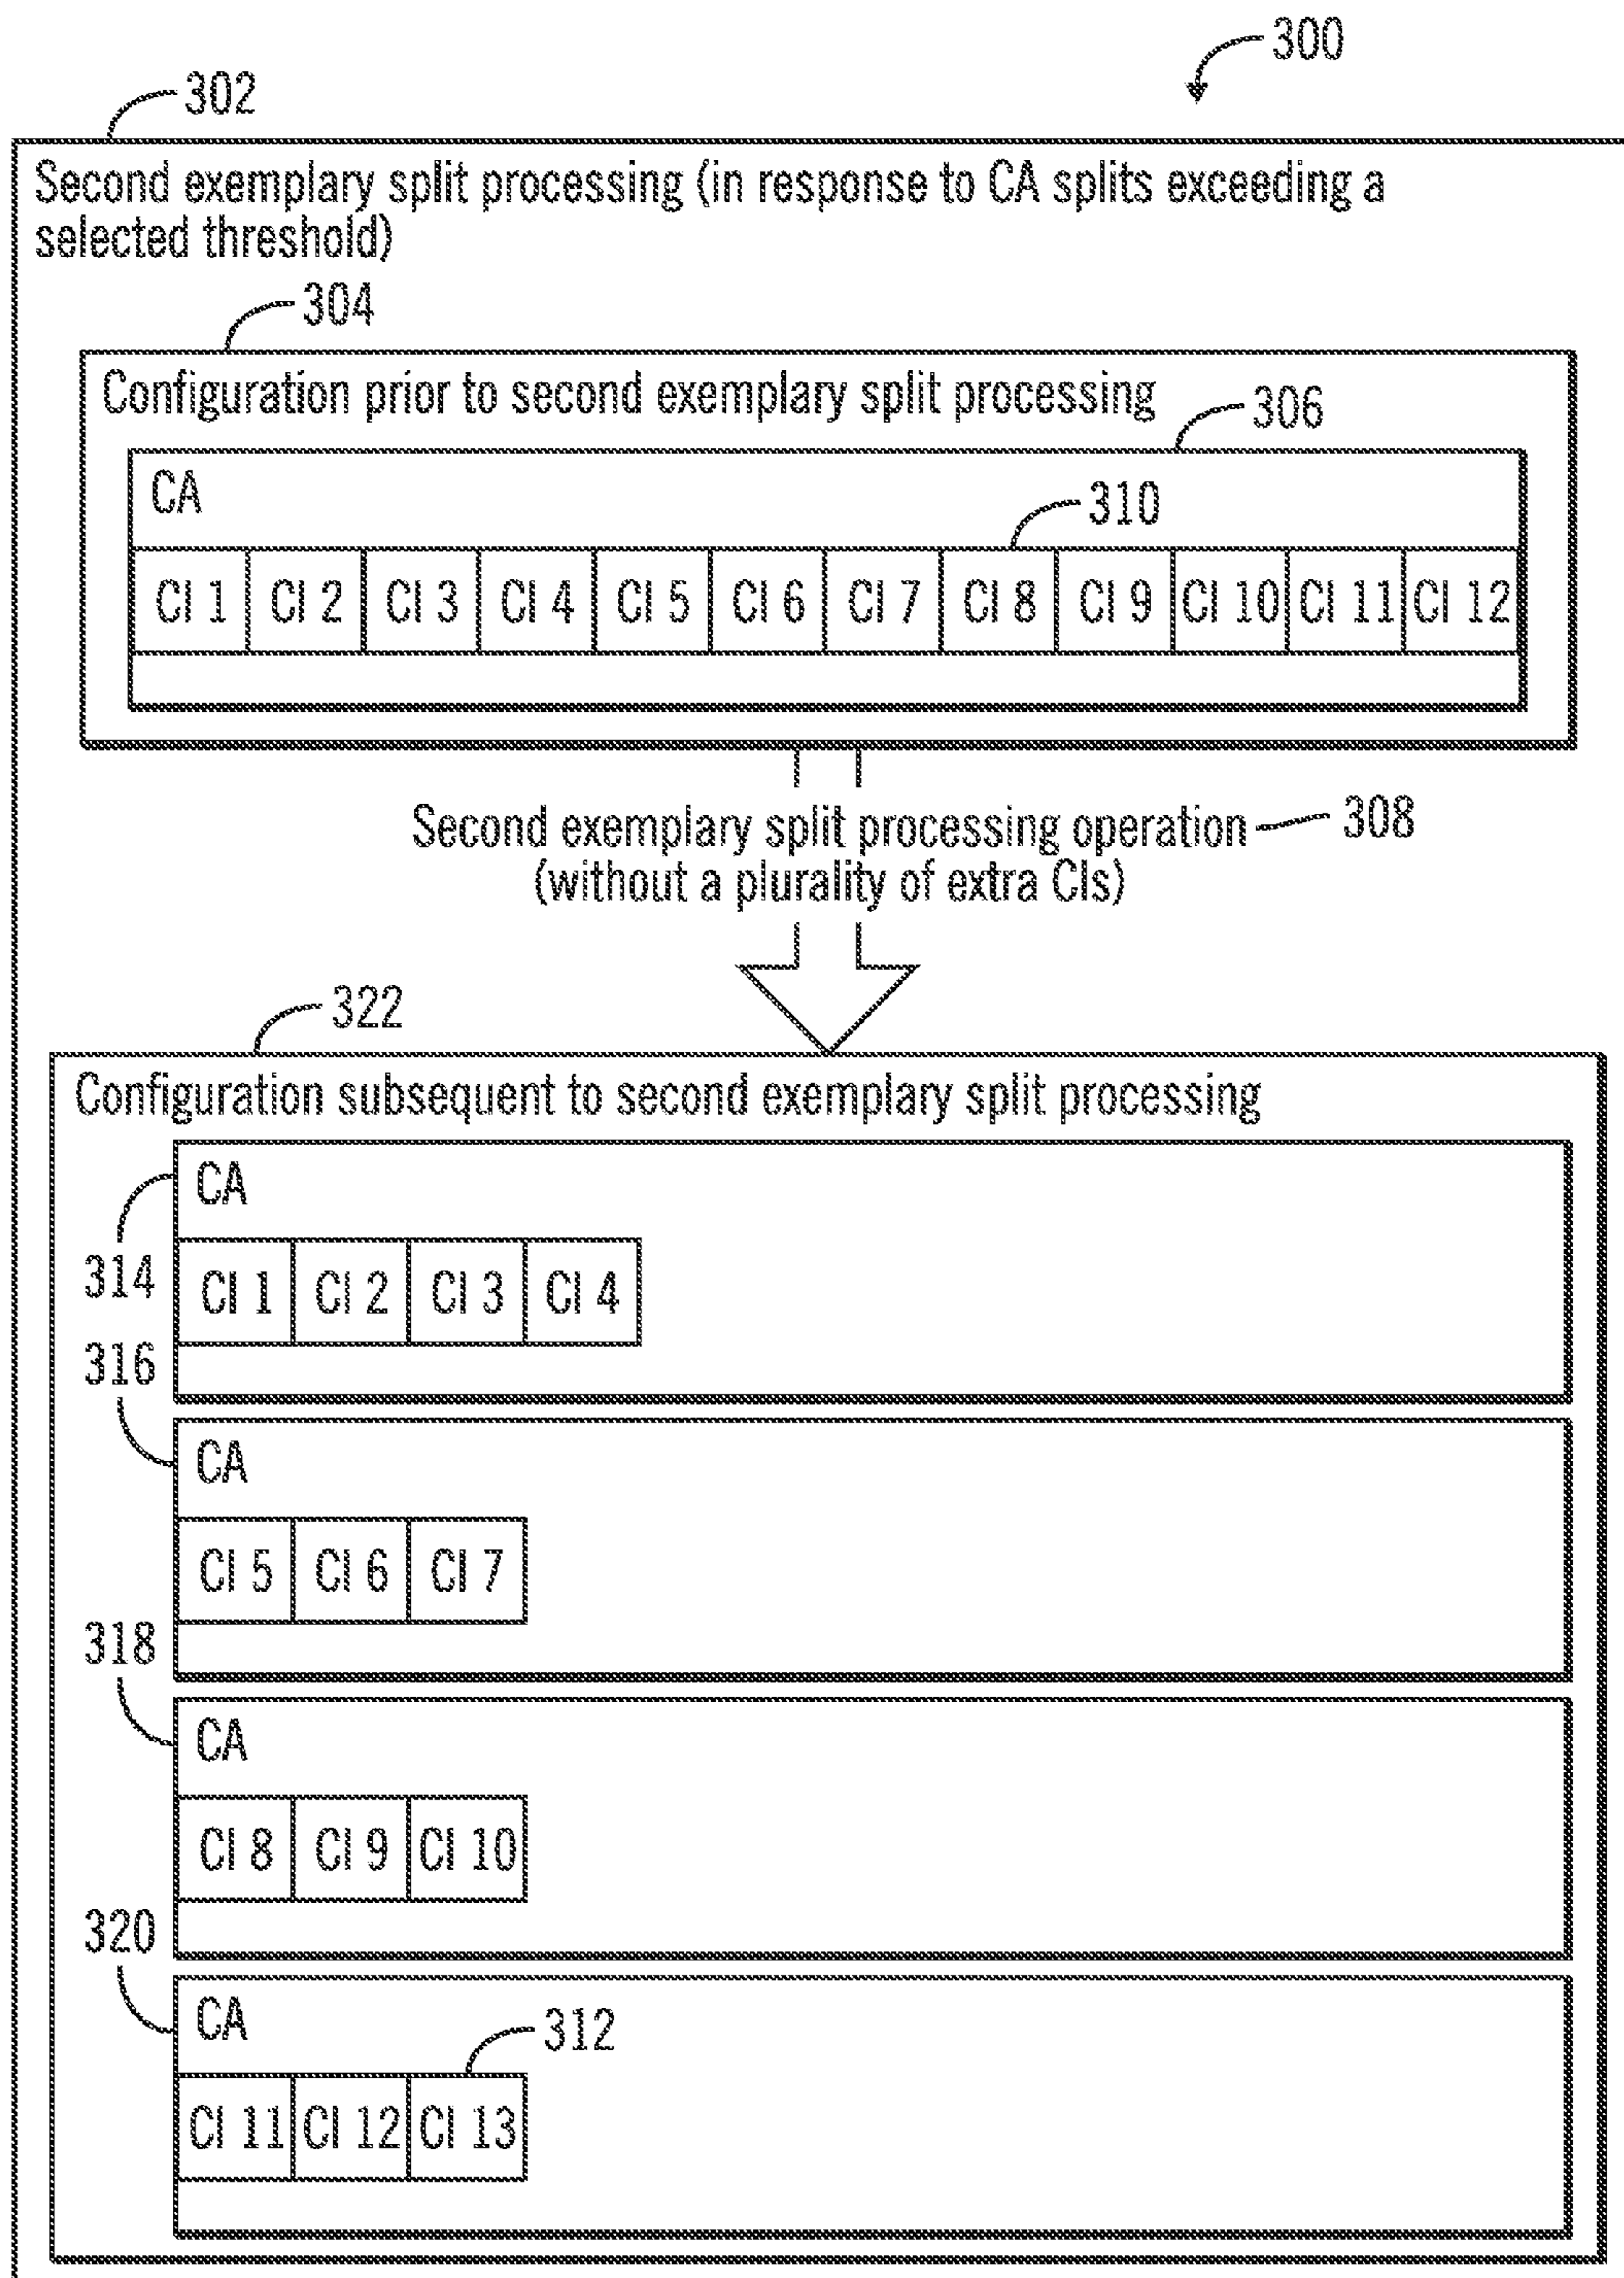 300
302
Second exemplary split processing (in response to CA splits exceeding a
selected threshold)
304
Configuration prior to second exemplary split processing
306
CA
310
CI 1 CI 2 CI 3 CI 4 CI 5 CI 6 CI 7 CI 8 CI 9 CI 10 CI 11 CI 12
Second exemplary split processing operation 308
(without a plurality of extra CIs)
322
Configuration subsequent to second exemplary split processing
CA
314
CI 1 CI 2 CI 3 CI 4
316
CA
CI 5 CI 6 CI 7
318
CA
CI 8 CI 9 CI 10
320
CA
312
CI 11 CI 12 CI 13